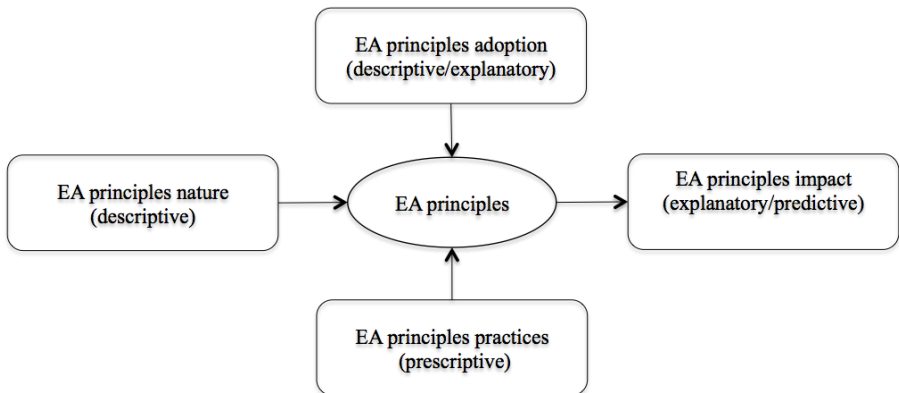 EA principles adoption
(descriptive/explanatory)
EA principles nature
(descriptive)
EA principles
EA principles impact
(explanatory/predictive)
EA principles practices
(prescriptive)